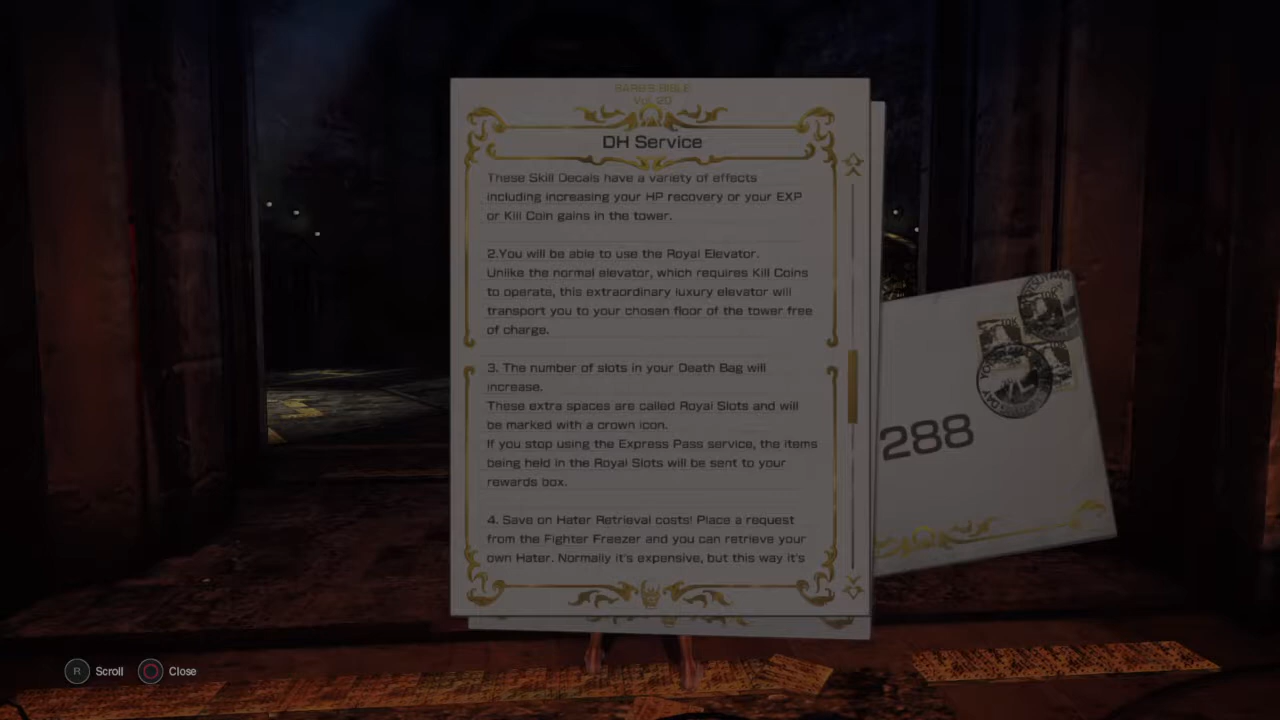 BARBS BIBLE
Vol. 20
DH Service
These Skill Decals have a variety of effects
including increasing your HP recovery or your EXP
or Kill Coin gains in the tower.
2.You will be able to use the Royal Elevator.
Unlike the normal elevator, which requires Kill Coins
to operate, this extraordinary luxury elevator will
transport you to your chosen floor of the tower free
of charge.
3. The number of slots in your Death Bag will
increase.
These extra spaces are called Royal Slots and will
be marked with a crown icon.
If you stop using the Express Pass service, the items
being held in the Royal Slots will be sent to your
rewards box.
4. Save on Hater Retrieval costs! Place a request
from the Fighter Freezer and you can retrieve your
own Hater. Normally it's expensive, but this way it's
288
R Scroll Close